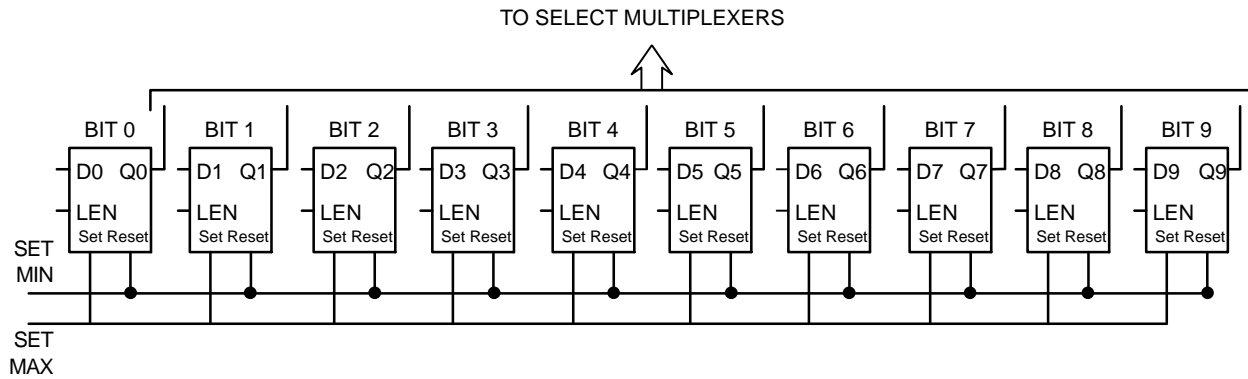 TO SELECT MULTIPLEXERS
BIT 0 BIT 1 BIT 2 BIT 3 BIT 4 BIT 5 BIT 6 BIT 7 BIT 8 BIT 9
D0 Q0 D1 Q1 D2 Q2 D3 Q3 D4 Q4 D5 Q5 D6 Q6 D7 Q7 D8 Q8 D9 Q9
LEN LEN LEN LEN LEN LEN LEN LEN LEN LEN
Set Reset Set Reset Set Reset Set Reset Set Reset Set Reset Set Reset Set Reset Set Reset Set Reset
SET
MIN
SET
MAX